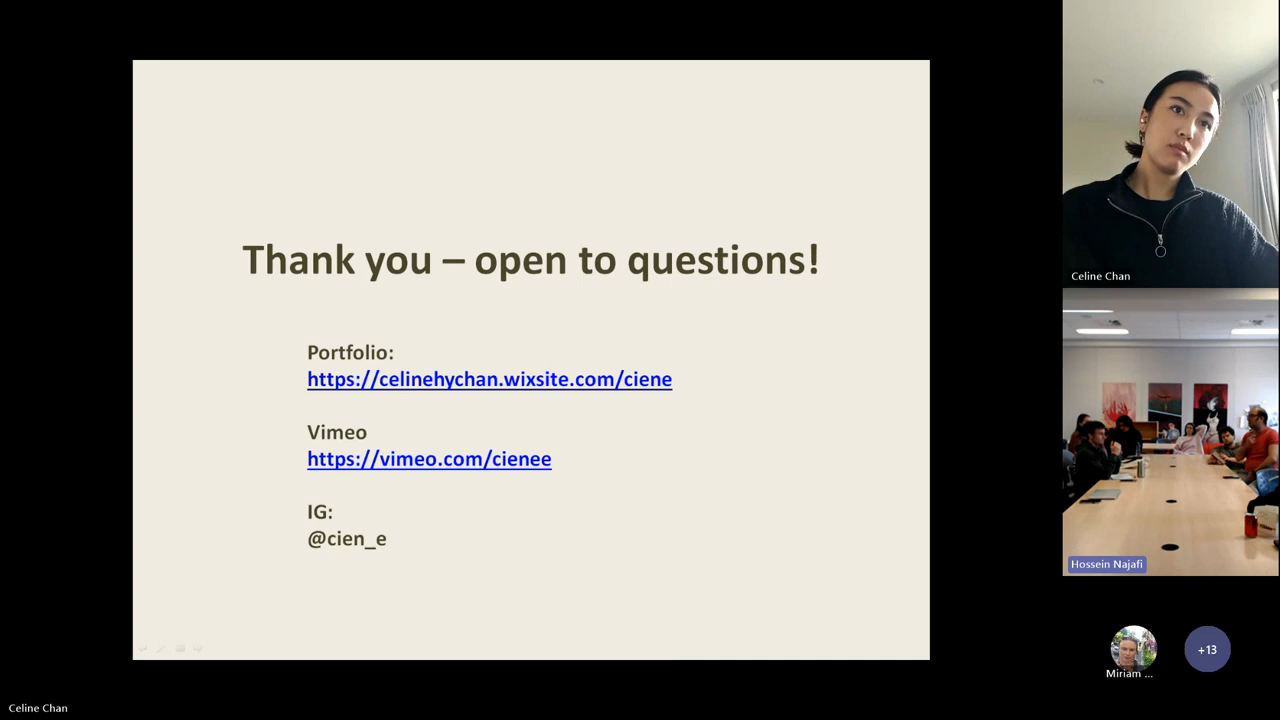 Thank you – open to questions!
Portfolio:
https://celinehychan.wixsite.com/ciene
Vimeo
https://vimeo.com/cienee
IG:
@cien_e
Celine Chan
Hossein Najafi
Miriam ...
+13
Celine Chan